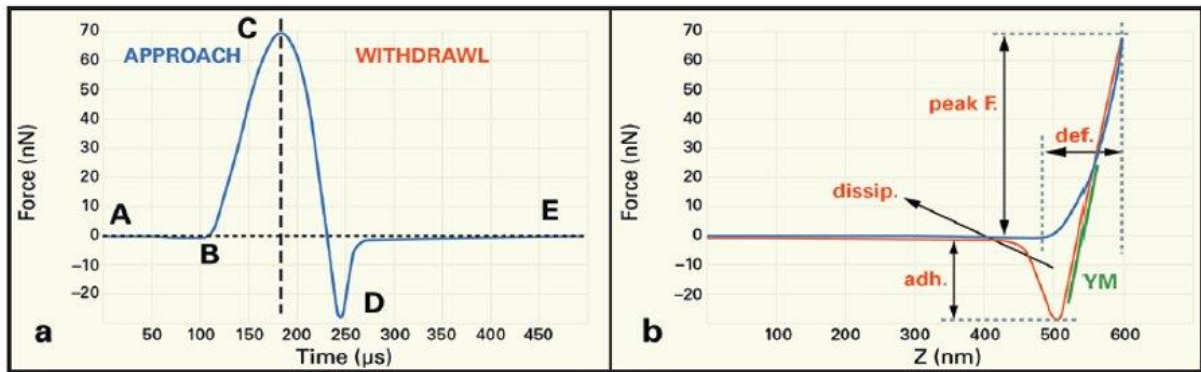 70
60
50
40
30
20
10
0
−10
−20
Force (nN)
C
APPROACH
WITHDRAWL
A
B
E
D
50 100 150 200 250 300 350 400 450
Time (μs)
a
70
60
50
40
30
20
10
0
−10
−20
Force (nN)
peak F.
def.
dissip.
adh.
YM
100 200 300 400 500 600
Z (nm)
b